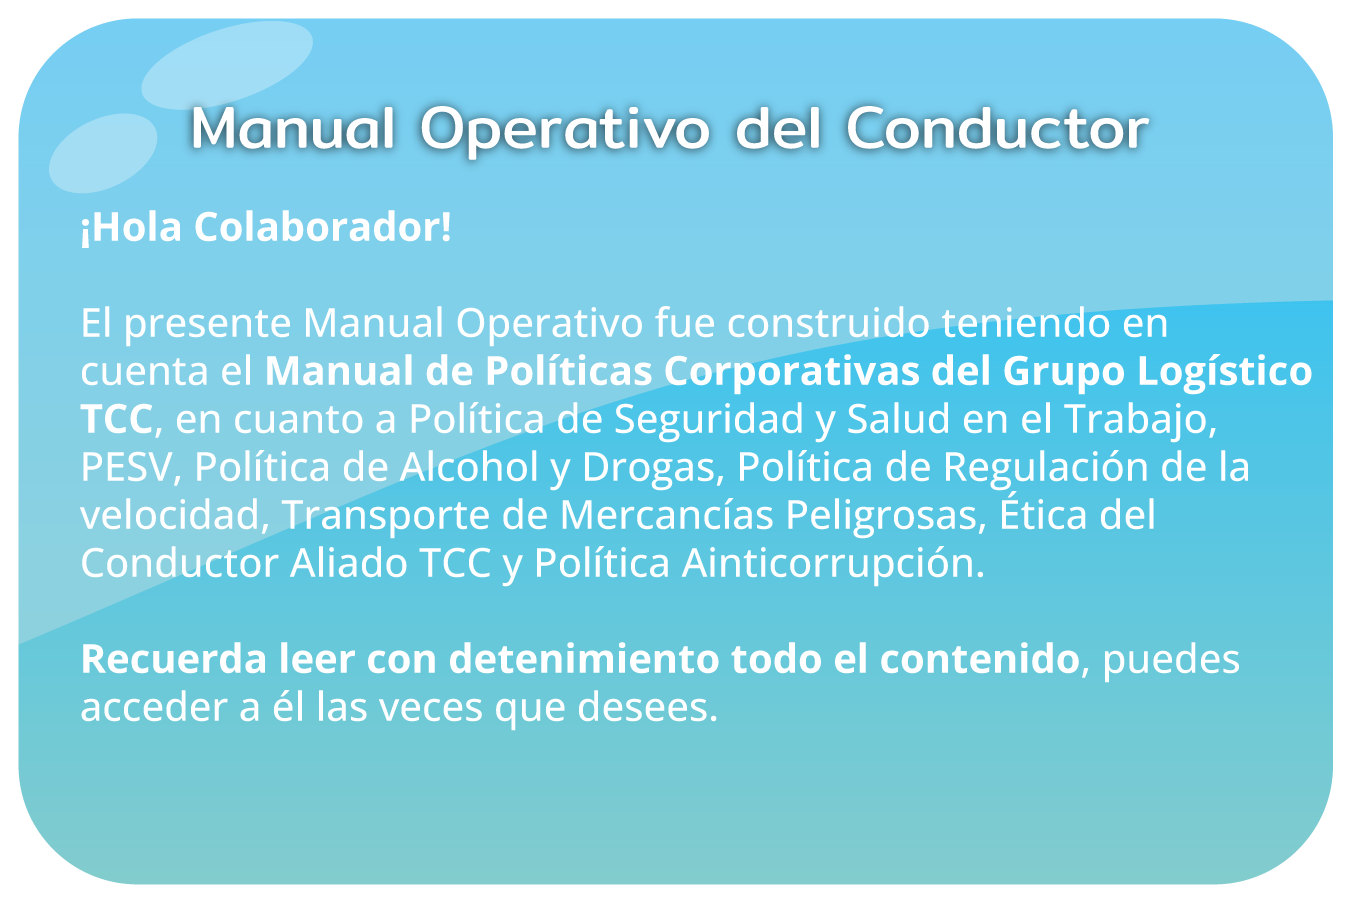 Manual Operativo del Conductor
¡Hola Colaborador!
El presente Manual Operativo fue construido teniendo en
cuenta el Manual de Políticas Corporativas del Grupo Logístico
TCC, en cuanto a Política de Seguridad y Salud en el Trabajo,
PESV, Política de Alcohol y Drogas, Política de Regulación de la
velocidad, Transporte de Mercancías Peligrosas, Ética del
Conductor Aliado TCC y Política Ainticorrupción.
Recuerda leer con detenimiento todo el contenido, puedes
acceder a él las veces que desees.